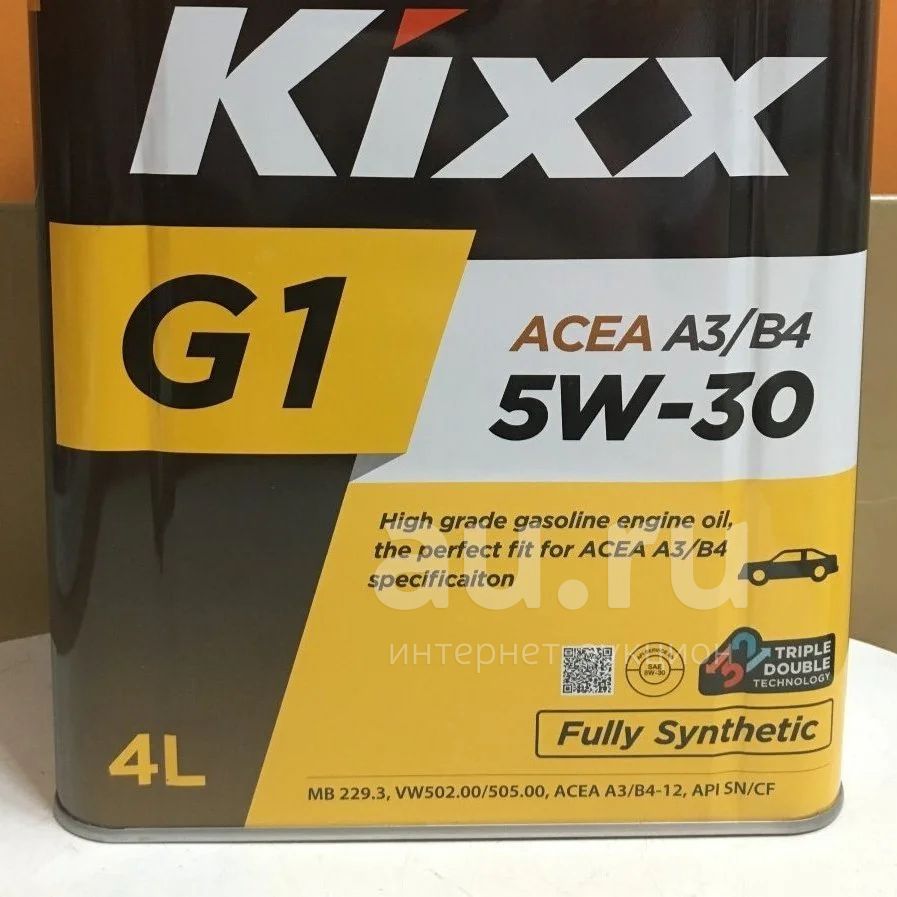 Kixx
G1
ACEA A3/B4
5W-30
High grade gasoline engine oil,
the perfect fit for ACEA A3/B4
specificaiton
au.ru
интернет-аукцион
SAE
5W-30
TRIPLE
DOUBLE
TECHNOLOGY
Fully Synthetic
4L
MB 229.3, VW502.00/505.00, ACEA A3/B4-12, API SN/CF